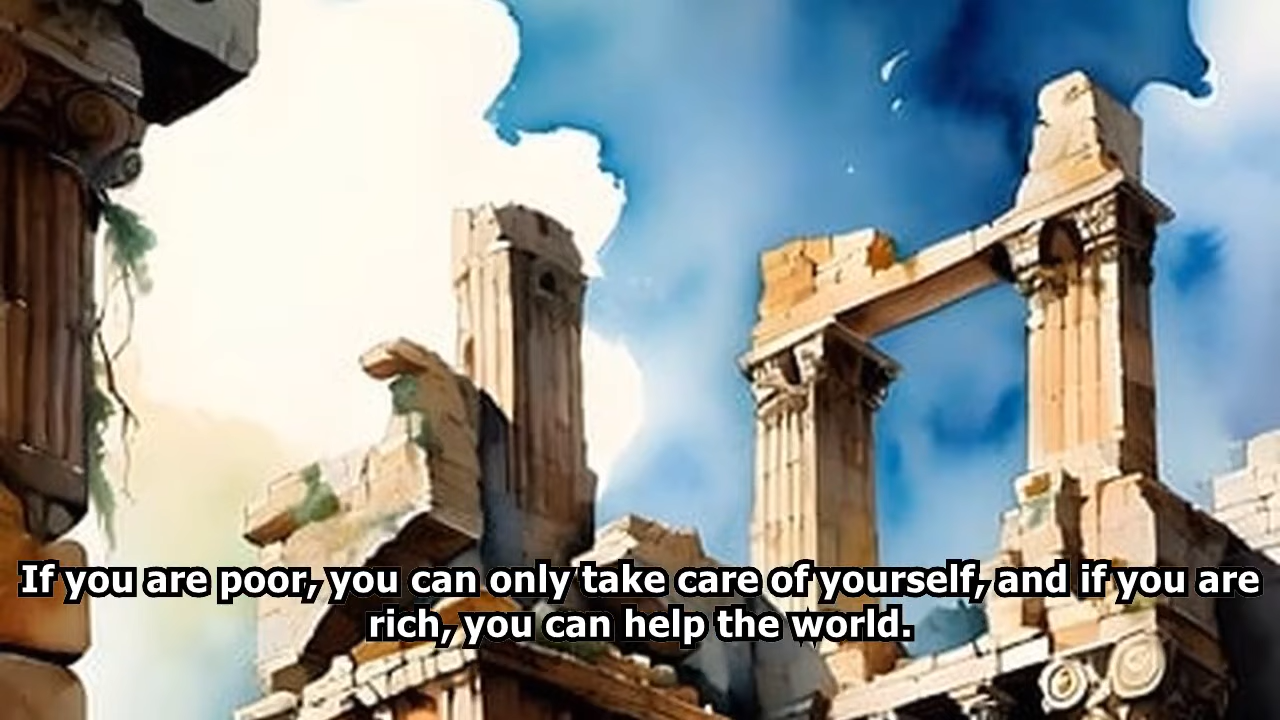 If you are poor, you can only take care of yourself, and if you are
rich, you can help the world.